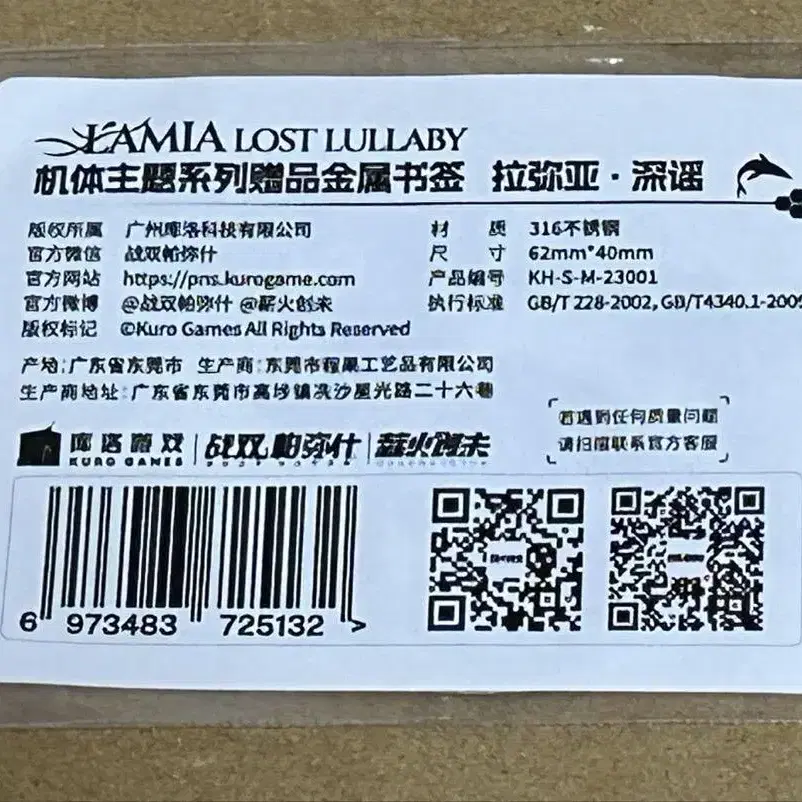 LAMIA LOST LULLABY
机体主题系列赠品金属书签 拉弥亚·深谣
版权所属 广州库洛科技有限公司
官方微信 战双帕弥什
官方网站 https://pns.kurogame.com
官方微博 @战双帕弥什 @薪火创未
版权标记 ©Kuro Games All Rights Reserved
材 质 316不锈钢
尺 寸 62mm*40mm
产品编号 KH-S-M-23001
执行标准 GB/T 228-2002, GB/T4340.1-2009
产地:广东省东莞市 生产商:东莞市程果工艺品有限公司
生产商地址:广东省东莞市高埗镇冼沙屋光路二十六巷
若遇到任何质量问题
请扫描联系官方客服
库洛游戏 战双帕弥什 薪火创未
KURO GAMES
6 973483 725132 >